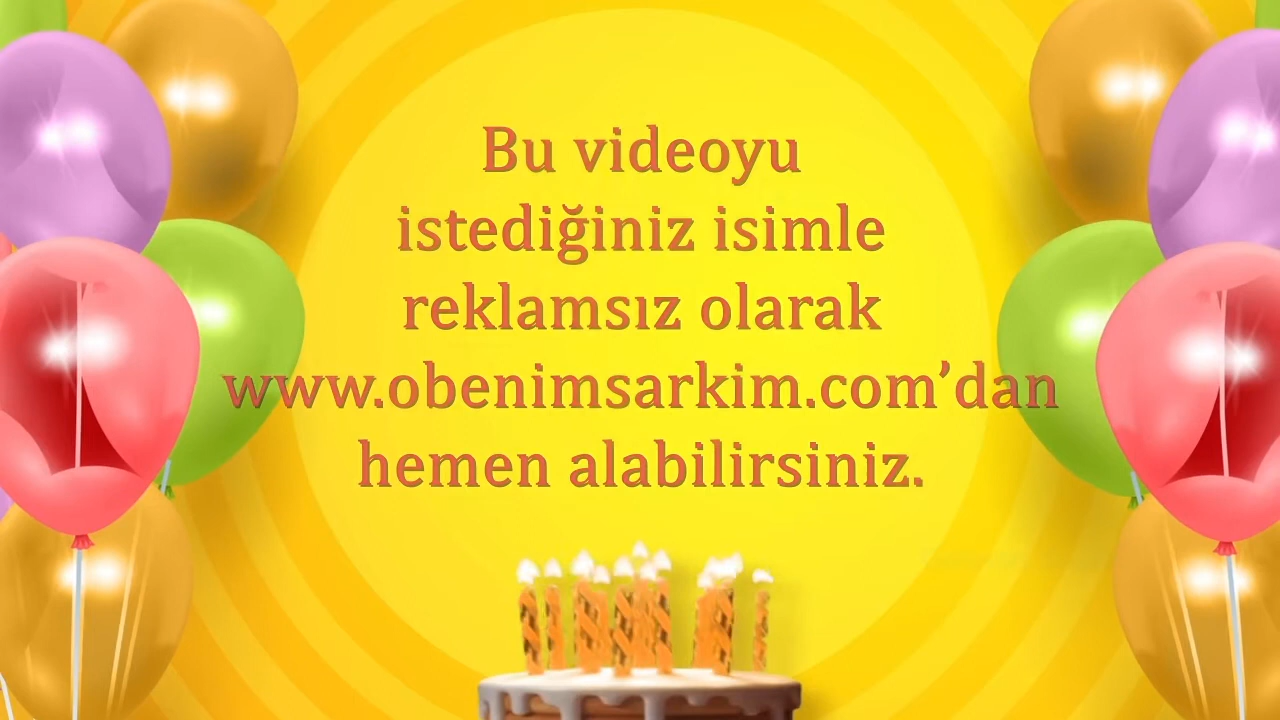 Bu videoyu
istediğiniz isimle
reklamsız olarak
www.obenimsarkim.com’dan
hemen alabilirsiniz.